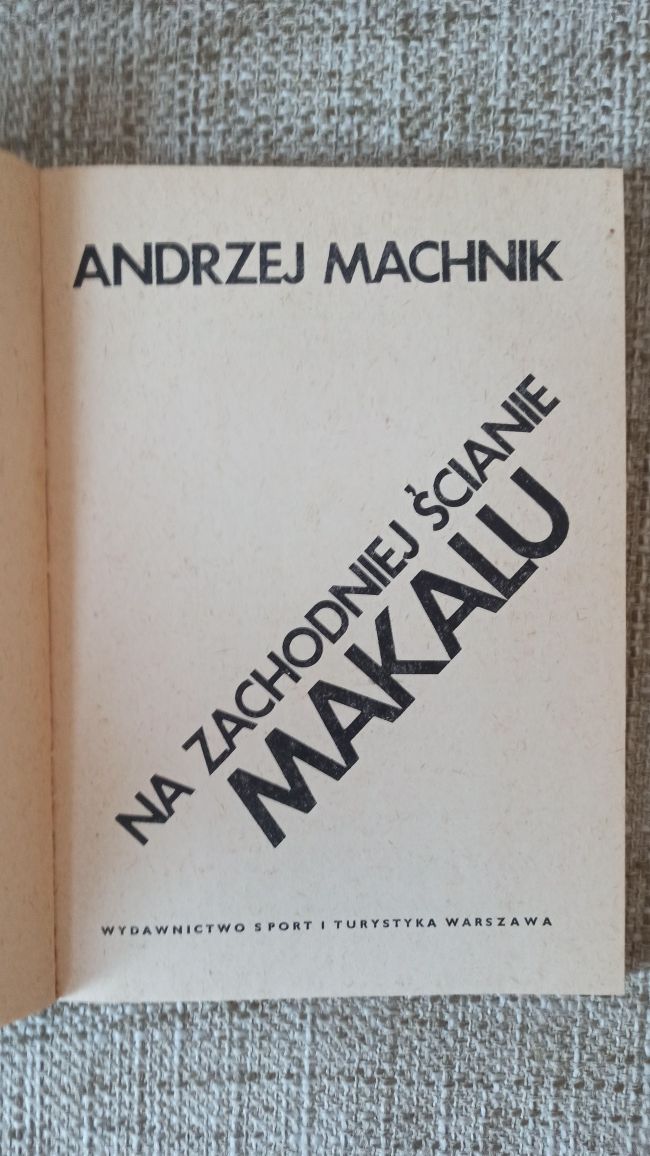 ANDRZEJ MACHNIK
NA ZACHODNIEJ ŚCIANIE
MAKALU
WYDAWNICTWO SPORT I TURYSTYKA WARSZAWA